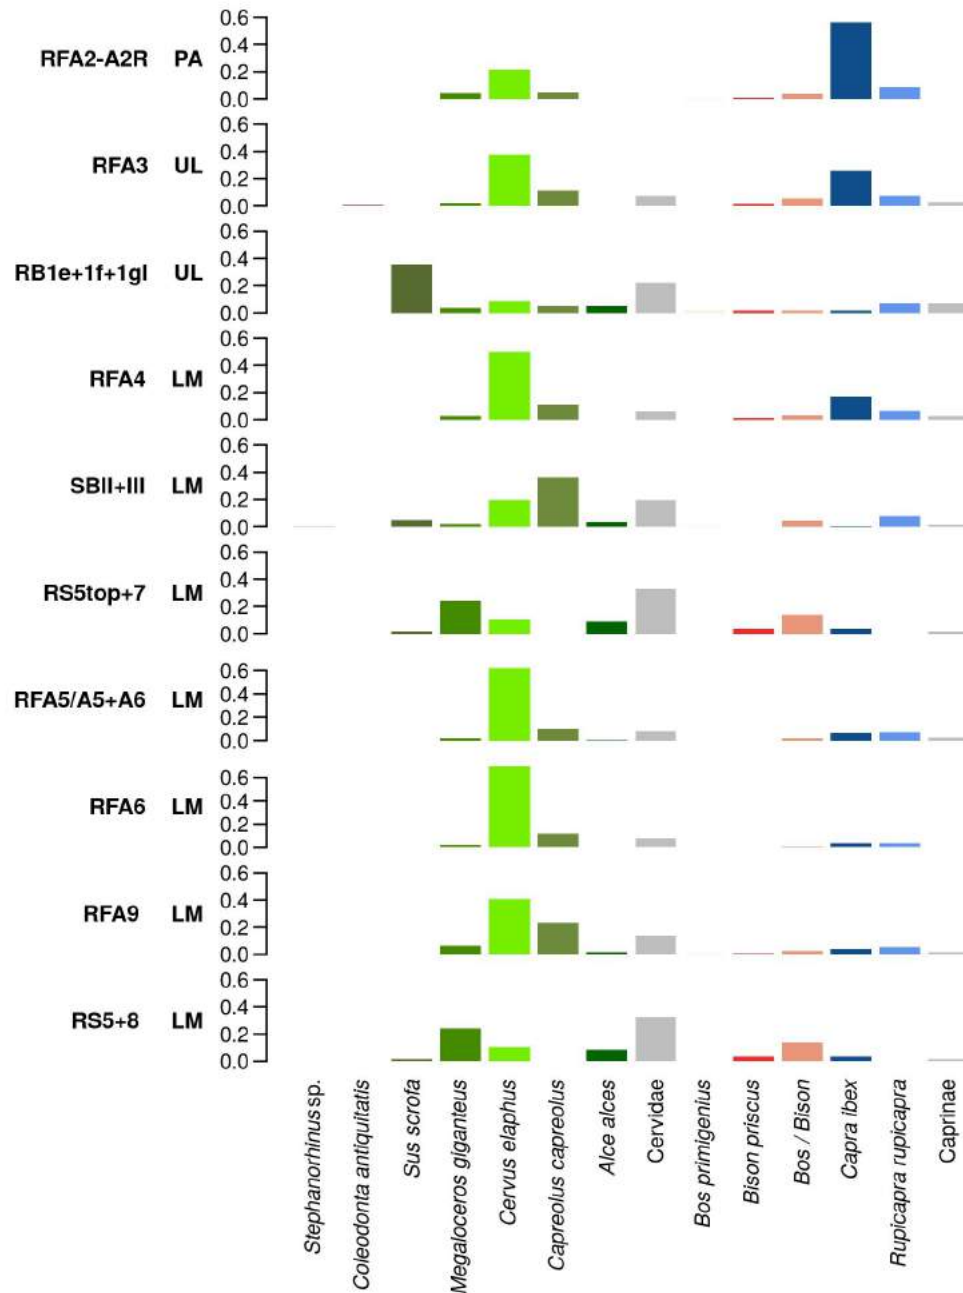 RFA2-A2R PA 0.6 0.4 0.2 0.0
RFA3 UL 0.6 0.4 0.2 0.0
RB1e+1f+1gl UL 0.6 0.4 0.2 0.0
RFA4 LM 0.6 0.4 0.2 0.0
SBII+III LM 0.6 0.4 0.2 0.0
RS5top+7 LM 0.6 0.4 0.2 0.0
RFA5/A5+A6 LM 0.6 0.4 0.2 0.0
RFA6 LM 0.6 0.4 0.2 0.0
RFA9 LM 0.6 0.4 0.2 0.0
RS5+8 LM 0.6 0.4 0.2 0.0
Stephanorhinus sp.
Coleodonta antiquitatis
Sus scrofa
Megaloceros giganteus
Cervus elaphus
Capreolus capreolus
Alce alces
Cervidae
Bos primigenius
Bison priscus
Bos / Bison
Capra ibex
Rupicapra rupicapra
Caprinae